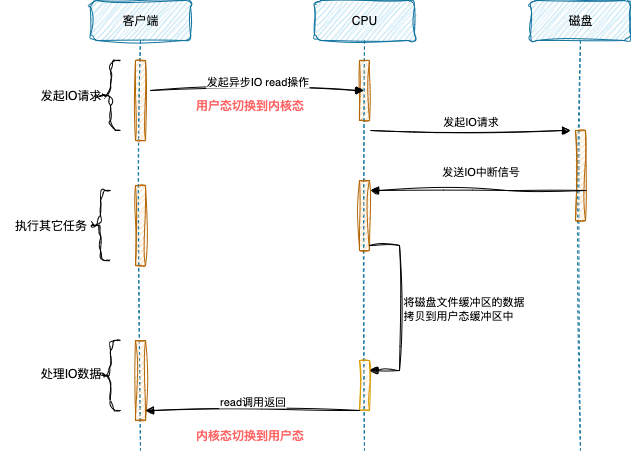 客户端
CPU
磁盘
发起IO请求
发起异步IO read操作
用户态切换到内核态
发起IO请求
发送IO中断信号
执行其它任务
将磁盘文件缓冲区的数据
拷贝到用户态缓冲区中
处理IO数据
read调用返回
内核态切换到用户态